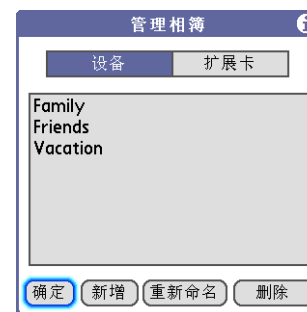 管理相簿
设备 扩展卡
Family
Friends
Vacation
确定 新增 重新命名 删除